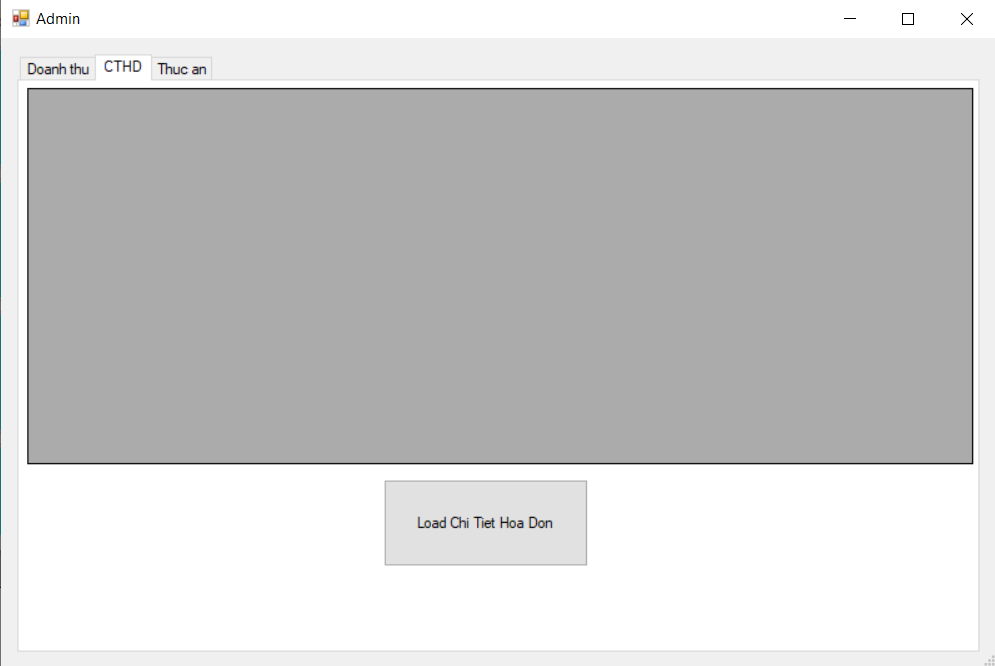 Admin
Doanh thu
CTHD
Thuc an
Load Chi Tiet Hoa Don